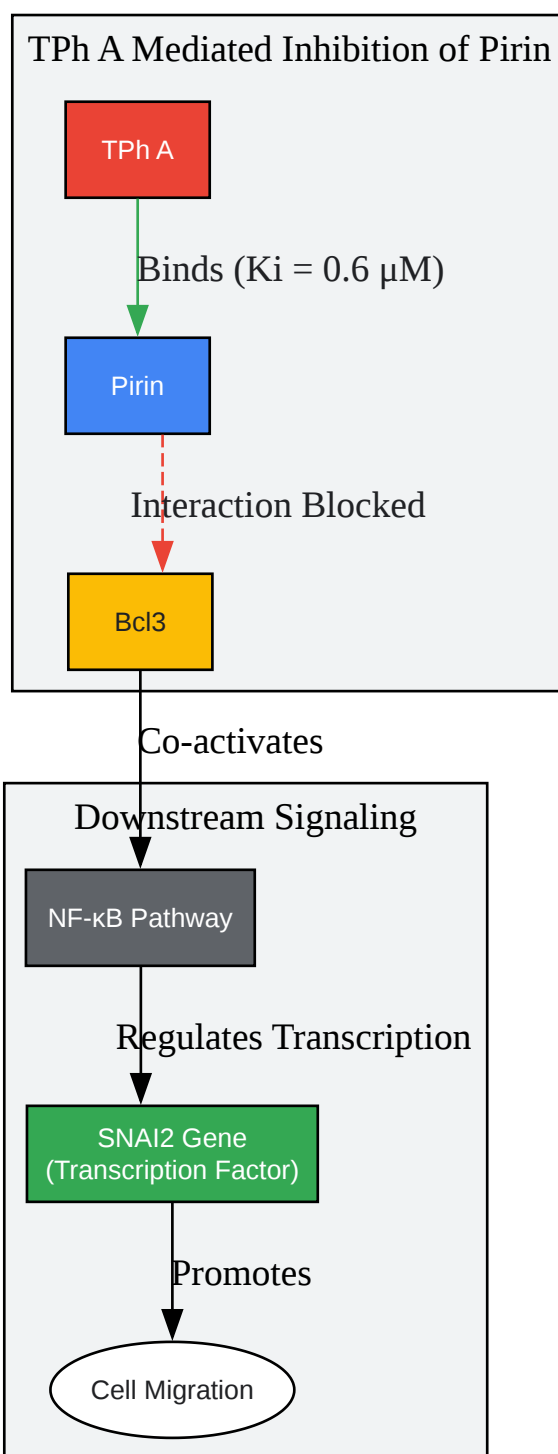 TPh A Mediated Inhibition of Pirin
TPh A
Binds (Ki = 0.6 μM)
Pirin
Interaction Blocked
Bcl3
Co-activates
Downstream Signaling
NF-κB Pathway
Regulates Transcription
SNAI2 Gene
(Transcription Factor)
Promotes
Cell Migration